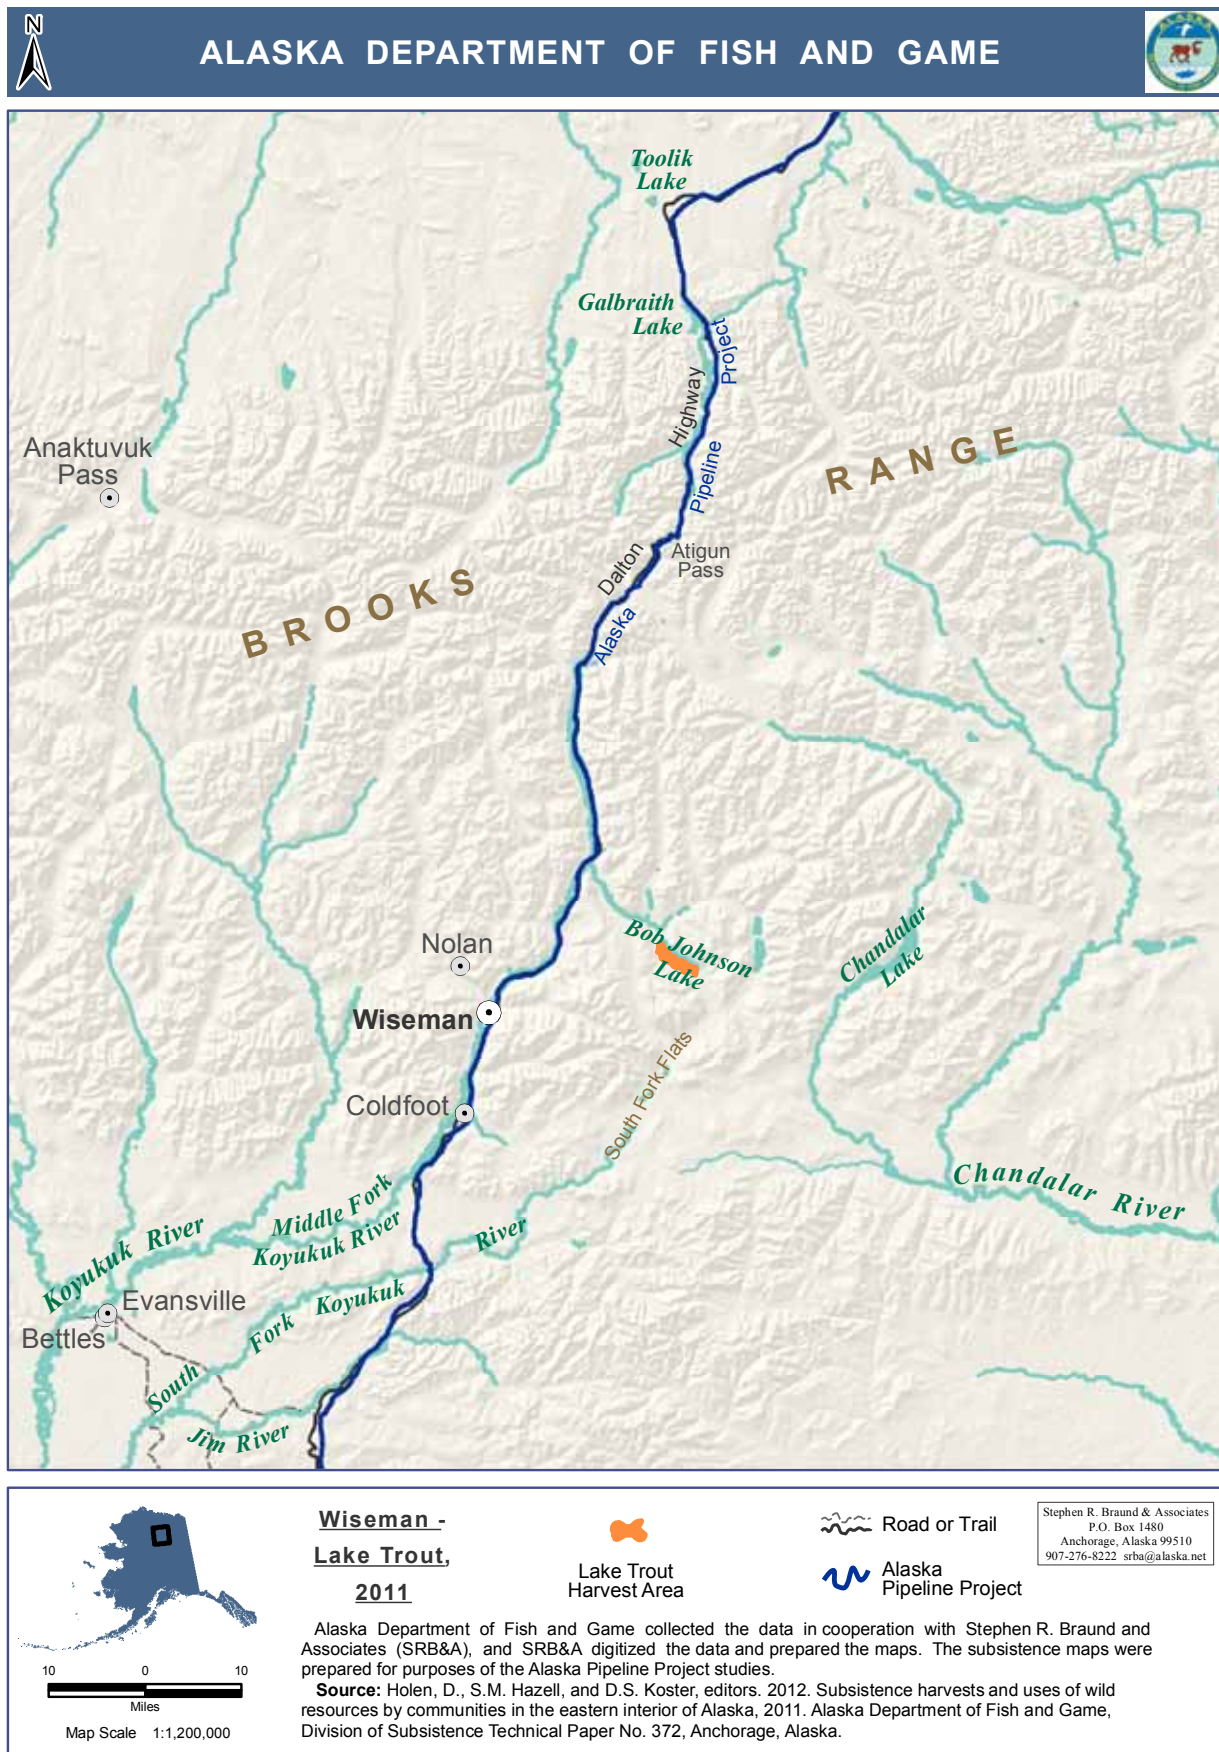 N
ALASKA DEPARTMENT OF FISH AND GAME
ALASKA
Toolik
Lake
Galbraith
Lake
Project
Highway
Pipeline
Anaktuvuk
Pass
RANGE
Atigun
Pass
Dalton
Alaska
BROOKS
Nolan
Bob Johnson
Lake
Chandalar
Lake
Wiseman
South Fork Flats
Coldfoot
Chandalar River
Middle Fork
Koyukuk River
Koyukuk River
River
Koyukuk
Fork
South
Evansville
Bettles
Jim River
Wiseman -
Lake Trout,
2011
Lake Trout
Harvest Area
Road or Trail
Alaska
Pipeline Project
Stephen R. Braund & Associates
P.O. Box 1480
Anchorage, Alaska 99510
907-276-8222 srba@alaska.net
Alaska Department of Fish and Game collected the data in cooperation with Stephen R. Braund and
Associates (SRB&A), and SRB&A digitized the data and prepared the maps. The subsistence maps were
prepared for purposes of the Alaska Pipeline Project studies.
Source: Holen, D., S.M. Hazell, and D.S. Koster, editors. 2012. Subsistence harvests and uses of wild
resources by communities in the eastern interior of Alaska, 2011. Alaska Department of Fish and Game,
Division of Subsistence Technical Paper No. 372, Anchorage, Alaska.
10 0 10
Miles
Map Scale 1:1,200,000